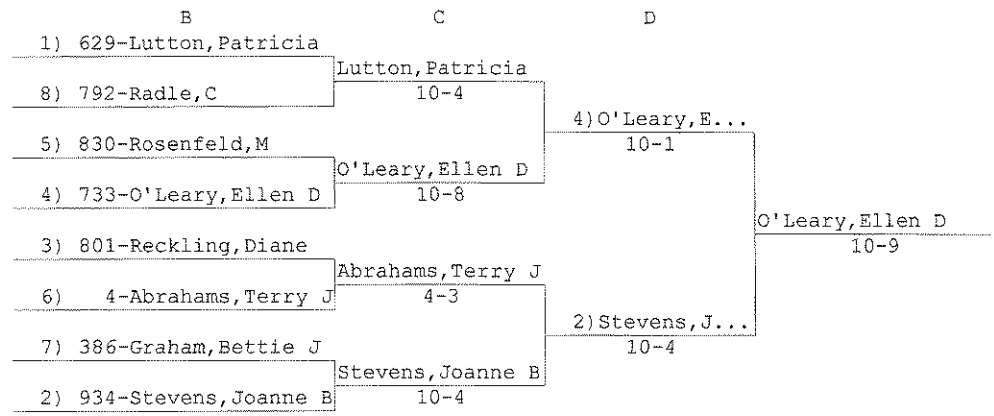 B C D
1) 629-Lutton,Patricia
Lutton,Patricia
10-4
8) 792-Radle,C
4)O'Leary,E...
10-1
5) 830-Rosenfeld,M
O'Leary,Ellen D
10-8
4) 733-O'Leary,Ellen D
O'Leary,Ellen D
10-9
3) 801-Reckling,Diane
Abrahams,Terry J
4-3
6) 4-Abrahams,Terry J
2)Stevens,J...
10-4
7) 386-Graham,Bettie J
Stevens,Joanne B
10-4
2) 934-Stevens,Joanne B